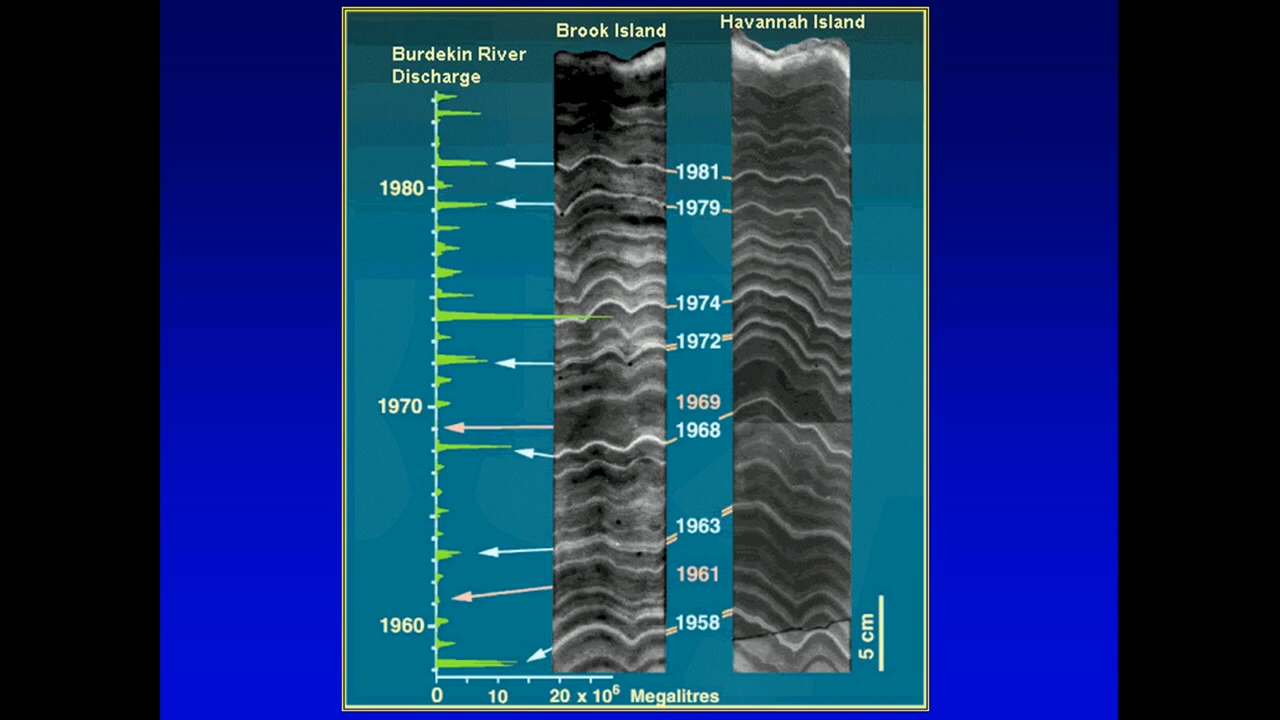 Brook Island
Havannah Island
Burdekin River
Discharge
1981
1980
1979
1974
1972
1969
1970
1968
1963
1961
1960
1958
5 cm
0 10 20 x 10⁶ Megalitres